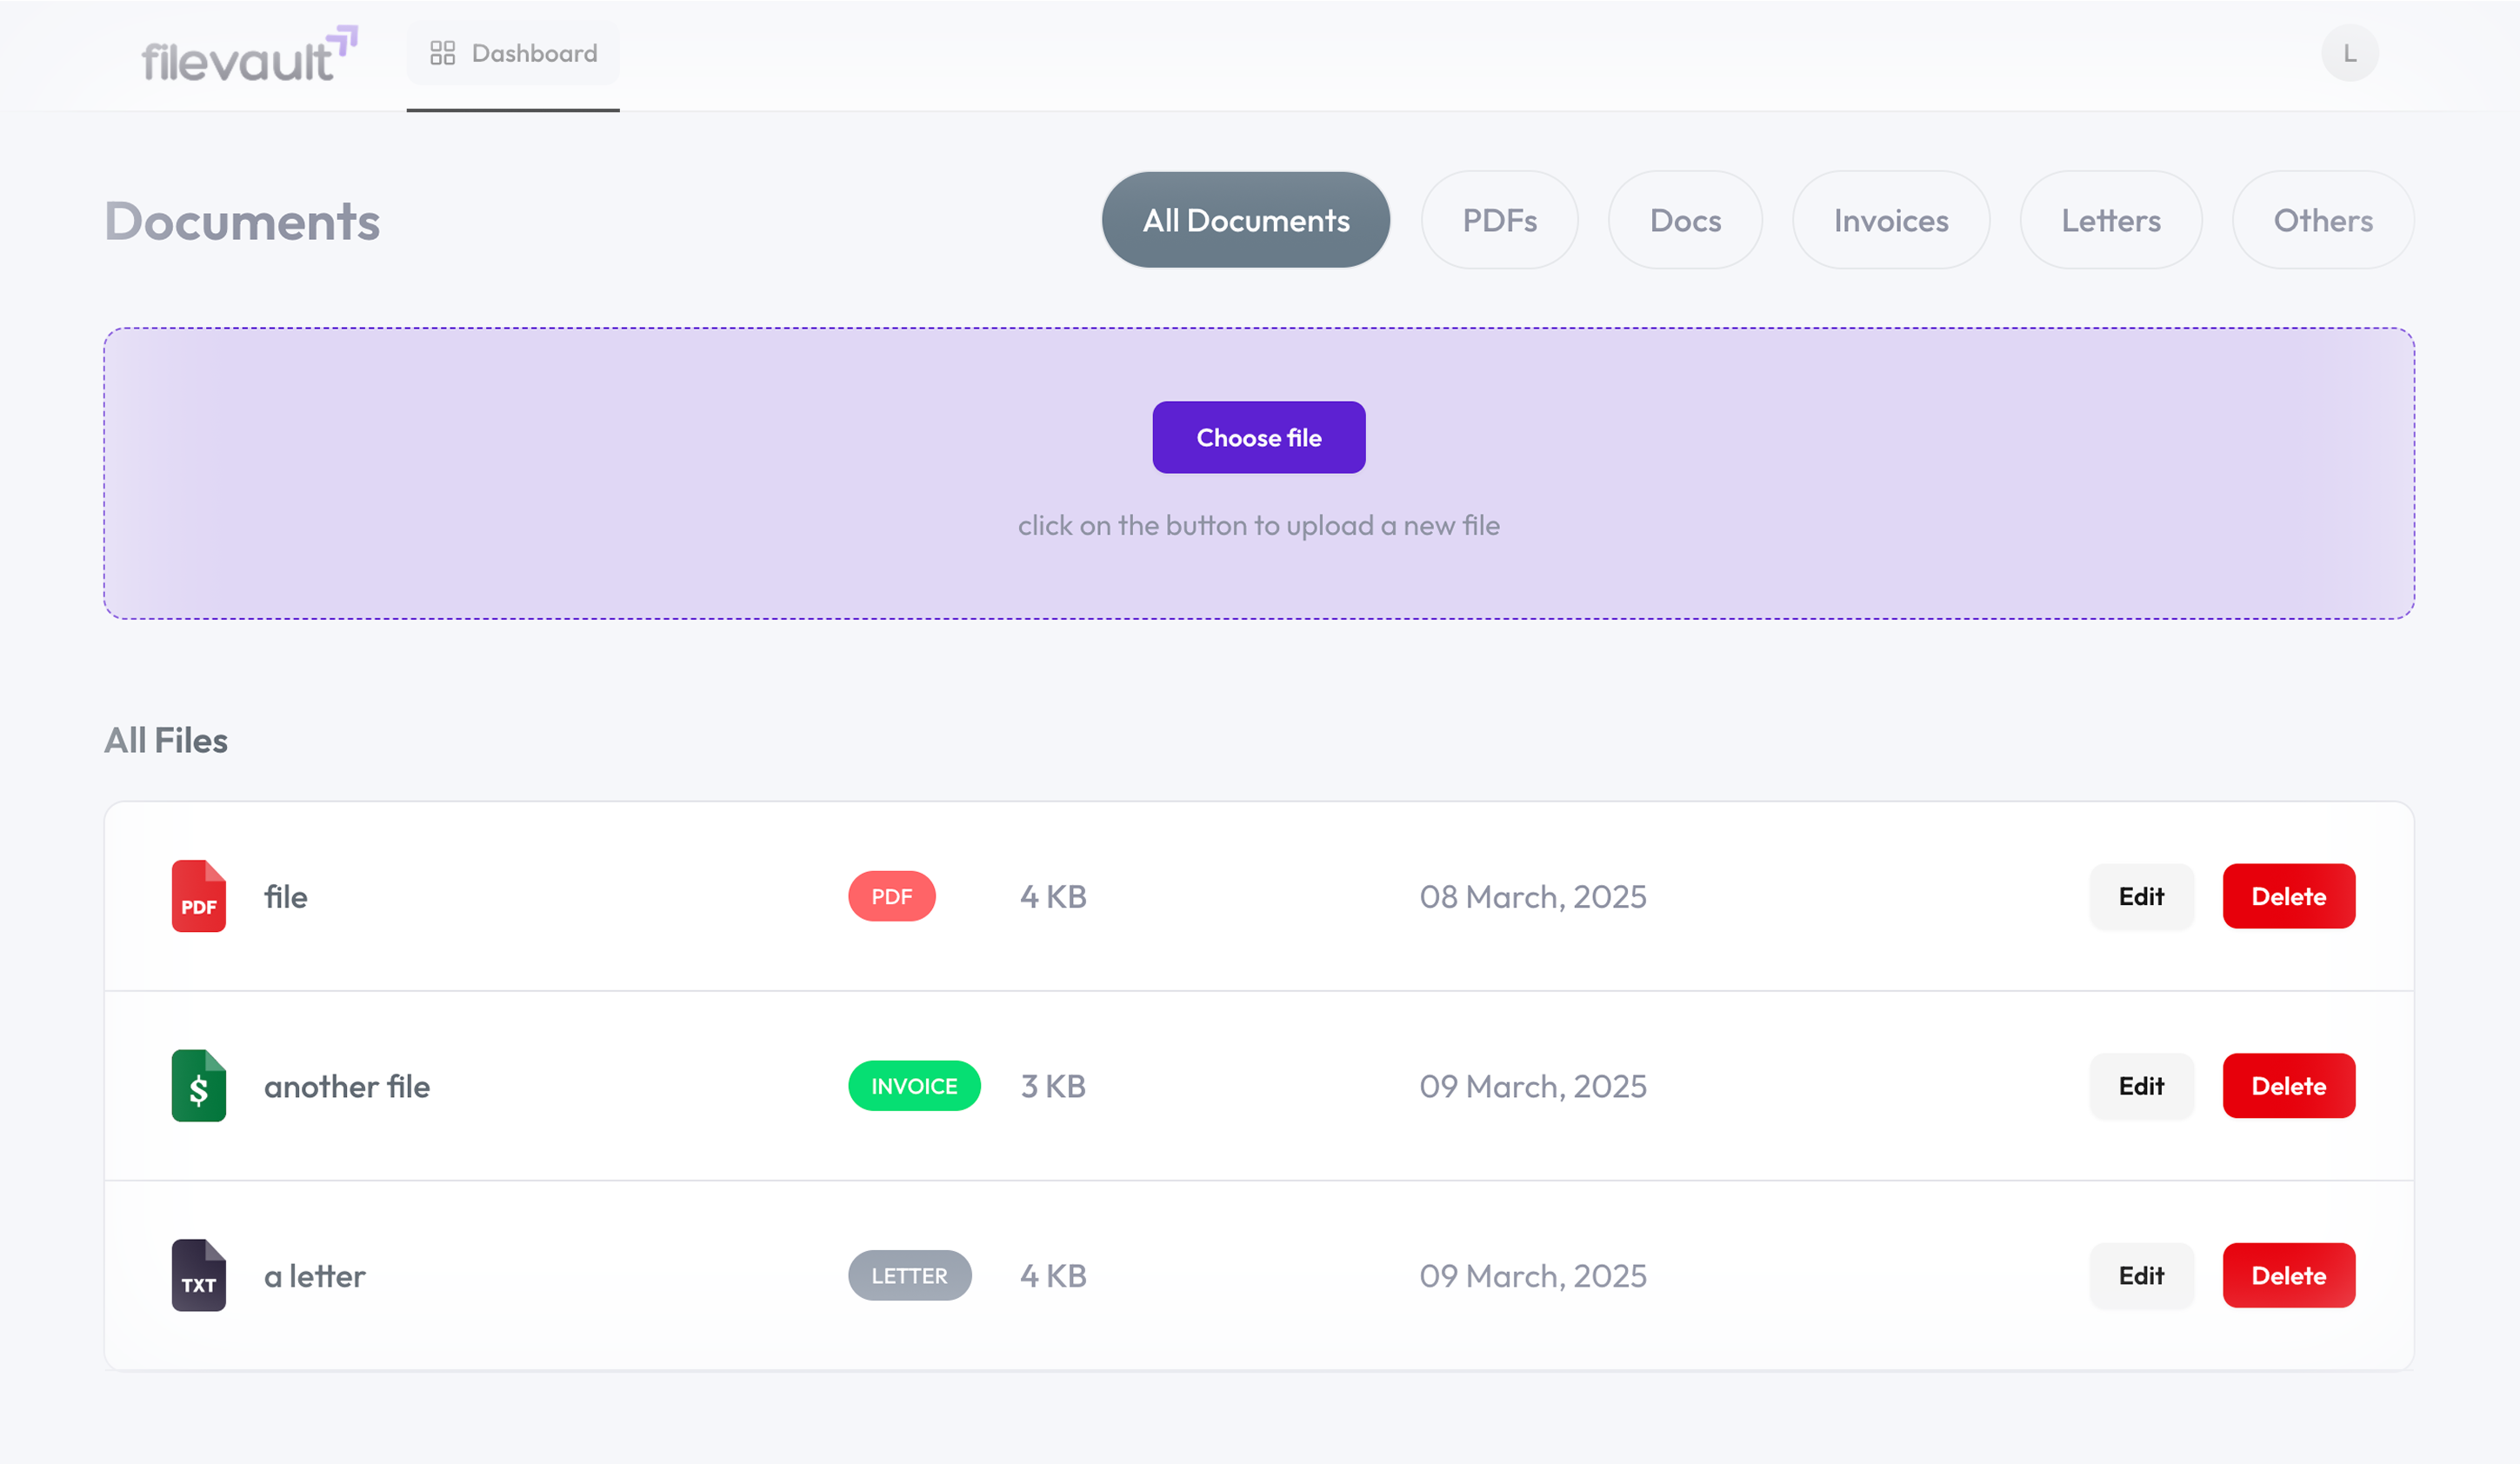 filevault
Dashboard
L
Documents
All Documents
PDFs
Docs
Invoices
Letters
Others
Choose file
click on the button to upload a new file
All Files
PDF file PDF 4 KB 08 March, 2025 Edit Delete
$ another file INVOICE 3 KB 09 March, 2025 Edit Delete
TXT a letter LETTER 4 KB 09 March, 2025 Edit Delete